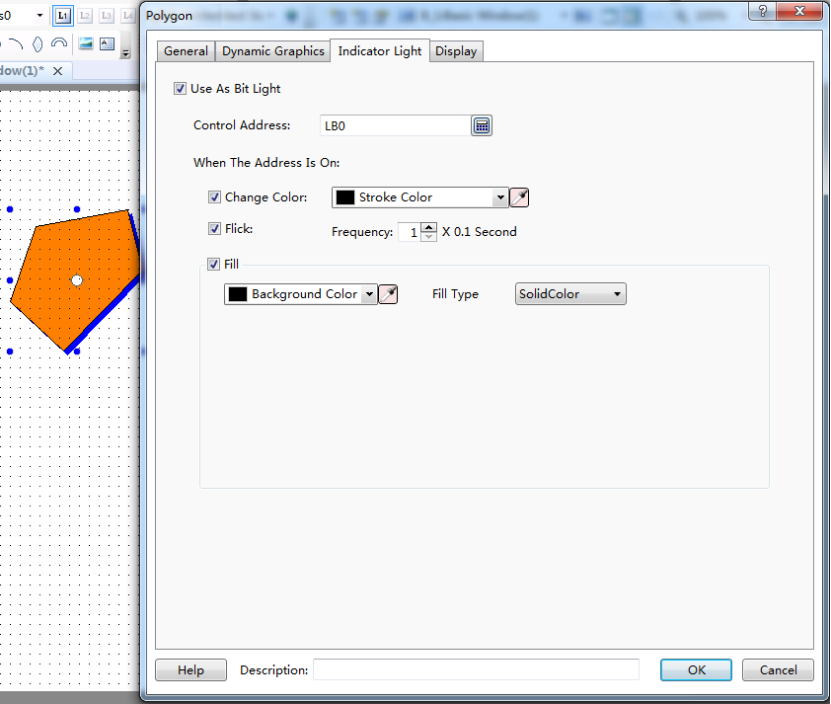 s0 L1 L2 L3 L4
dow(1)*
Polygon
General Dynamic Graphics Indicator Light Display
Use As Bit Light
Control Address: LB0
When The Address Is On:
Change Color: Stroke Color
Flick: Frequency: 1 X 0.1 Second
Fill
Background Color Fill Type SolidColor
Help Description: OK Cancel